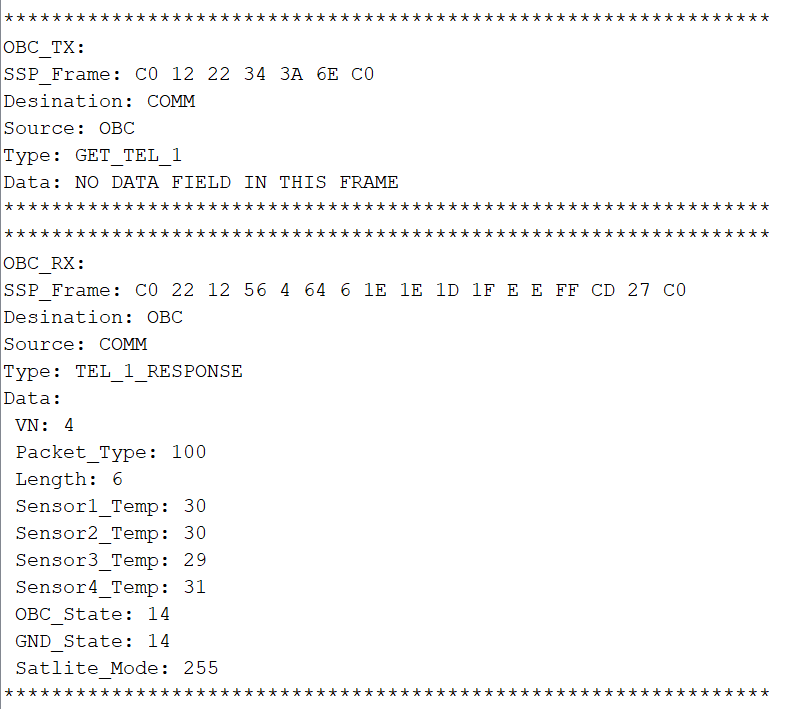 ****************************************************************
OBC_TX:
SSP_Frame: C0 12 22 34 3A 6E C0
Desination: COMM
Source: OBC
Type: GET_TEL_1
Data: NO DATA FIELD IN THIS FRAME
****************************************************************
****************************************************************
OBC_RX:
SSP_Frame: C0 22 12 56 4 64 6 1E 1E 1D 1F E E FF CD 27 C0
Desination: OBC
Source: COMM
Type: TEL_1_RESPONSE
Data:
VN: 4
Packet_Type: 100
Length: 6
Sensor1_Temp: 30
Sensor2_Temp: 30
Sensor3_Temp: 29
Sensor4_Temp: 31
OBC_State: 14
GND_State: 14
Satlite_Mode: 255
****************************************************************